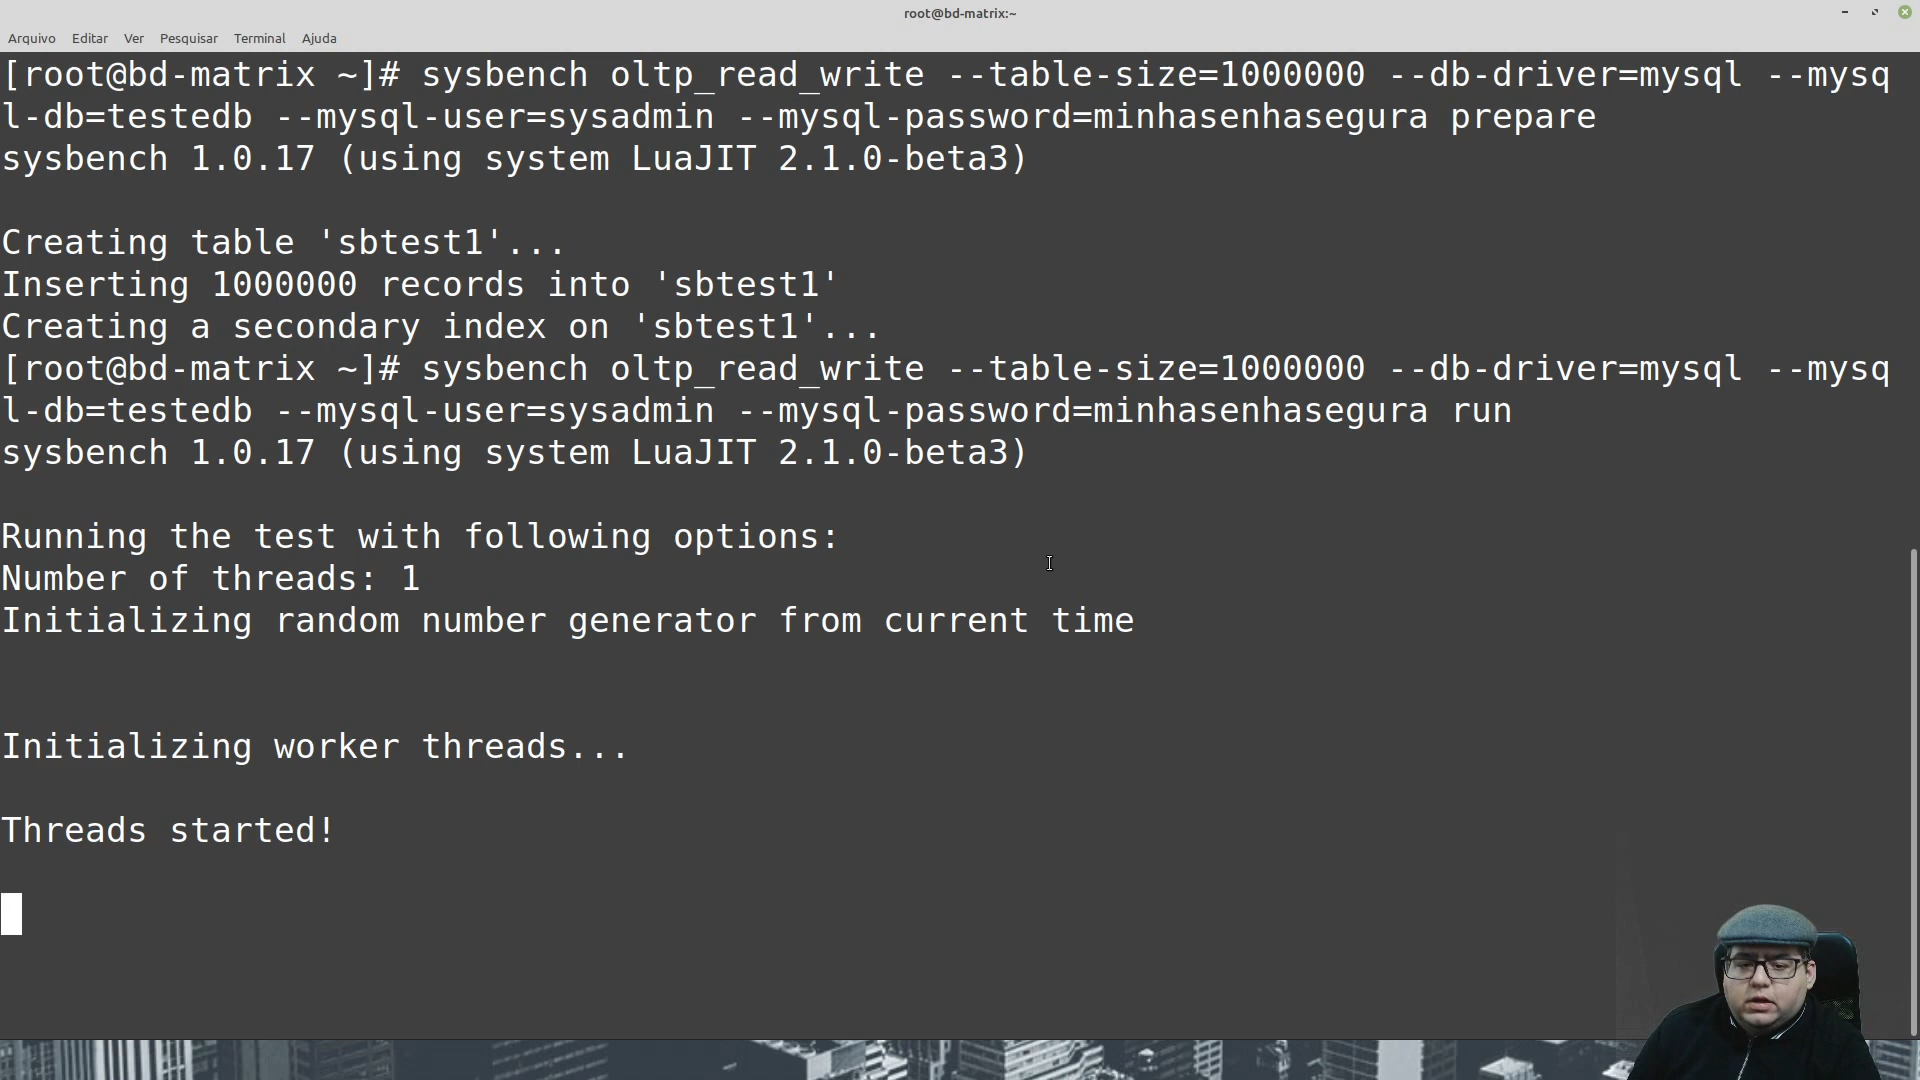 root@bd-matrix:~
Arquivo Editar Ver Pesquisar Terminal Ajuda
[root@bd-matrix ~]# sysbench oltp_read_write --table-size=1000000 --db-driver=mysql --mysq
l-db=testedb --mysql-user=sysadmin --mysql-password=minhasenhasegura prepare
sysbench 1.0.17 (using system LuaJIT 2.1.0-beta3)
Creating table 'sbtest1'...
Inserting 1000000 records into 'sbtest1'
Creating a secondary index on 'sbtest1'...
[root@bd-matrix ~]# sysbench oltp_read_write --table-size=1000000 --db-driver=mysql --mysq
l-db=testedb --mysql-user=sysadmin --mysql-password=minhasenhasegura run
sysbench 1.0.17 (using system LuaJIT 2.1.0-beta3)
Running the test with following options:
Number of threads: 1
Initializing random number generator from current time
Initializing worker threads...
Threads started!